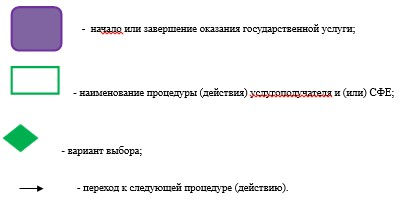 - начало или завершение оказания государственной услуги;
- наименование процедуры (действия) услугополучателя и (или) СФЕ;
- вариант выбора;
- переход к следующей процедуре (действию).